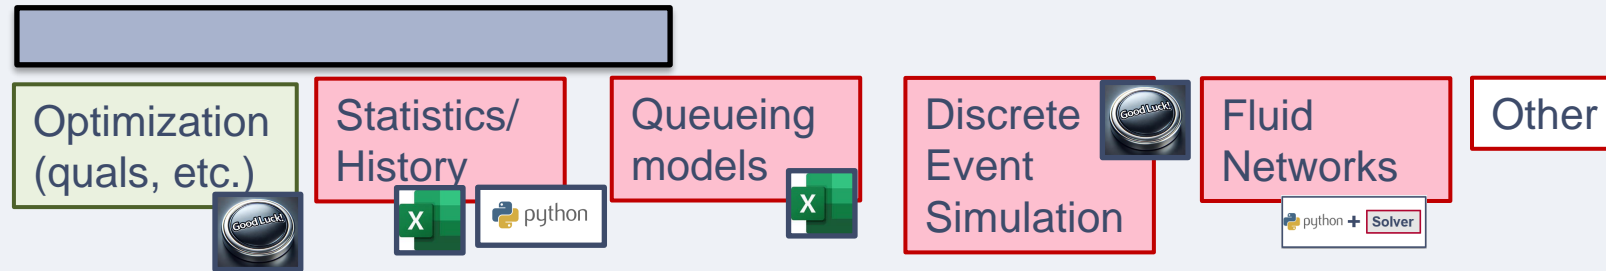 Optimization
(quals, etc.)
Good Luck!
Statistics/
History
X
python
Queueing
models
X
Discrete
Event
Simulation
Good Luck!
Fluid
Networks
python + Solver
Other